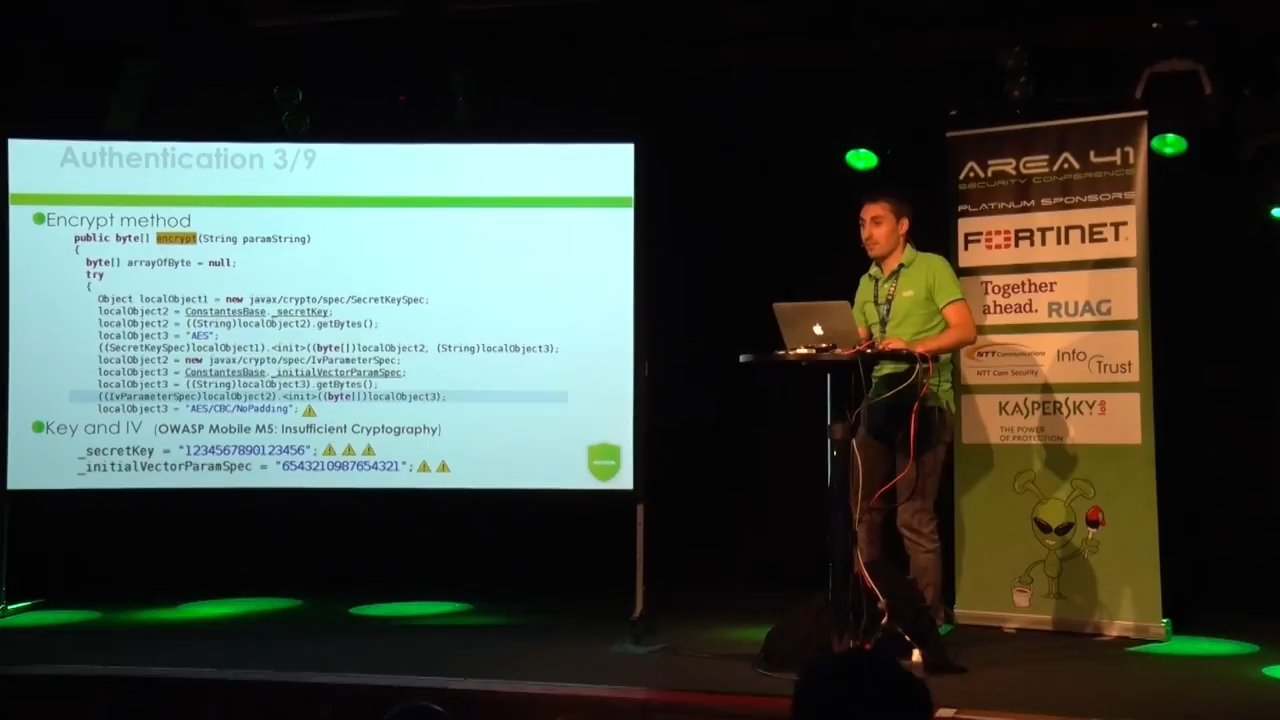 Authentication 3/9
Encrypt method
public byte[] encrypt(String paramString)
{
byte[] arrayOfByte = null;
try
{
Object localObject1 = new javax/crypto/spec/SecretKeySpec;
localObject2 = ConstantesBase._secretKey;
localObject2 = ((String)localObject2).getBytes();
localObject3 = "AES";
((SecretKeySpec)localObject1).<init>((byte[])localObject2, (String)localObject3);
localObject2 = new javax/crypto/spec/IvParameterSpec;
localObject3 = ConstantesBase._initialVectorParamSpec;
localObject3 = ((String)localObject3).getBytes();
((IvParameterSpec)localObject2).<init>((byte[])localObject3);
localObject3 = "AES/CBC/NoPadding";
Key and IV (OWASP Mobile M5: Insufficient Cryptography)
_secretKey = "1234567890123456";
_initialVectorParamSpec = "6543210987654321";
AREA 41
SECURITY CONFERENCE
PLATINUM SPONSORS
FORTINET
Together
ahead. RUAG
NTT Communications
NTT Com Security
Info Trust
KASPERSKY lab
THE POWER
OF PROTECTION